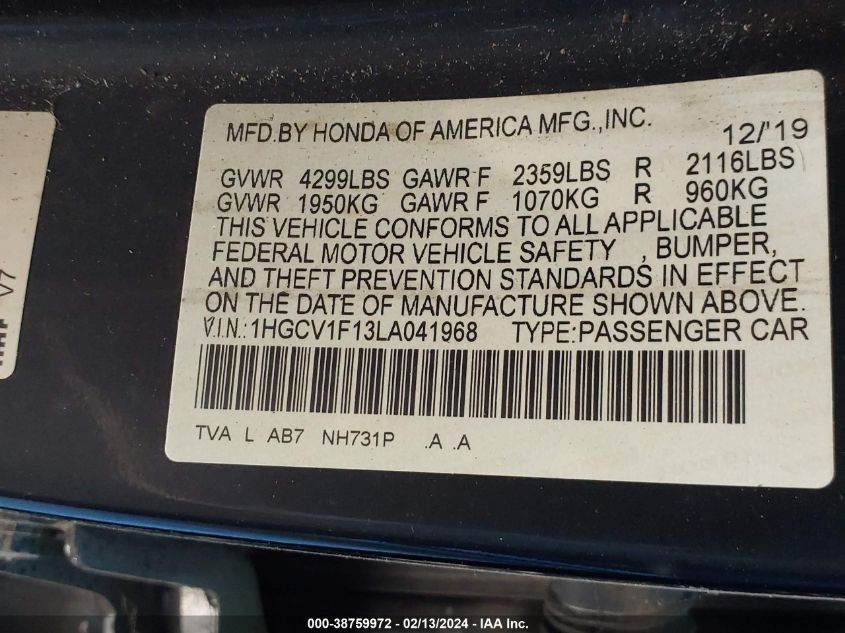 MFD.BY HONDA OF AMERICA MFG.,INC. 12/'19
GVWR 4299LBS GAWR F 2359LBS R 2116LBS
GVWR 1950KG GAWR F 1070KG R 960KG
THIS VEHICLE CONFORMS TO ALL APPLICABLE
FEDERAL MOTOR VEHICLE SAFETY , BUMPER,
AND THEFT PREVENTION STANDARDS IN EFFECT
ON THE DATE OF MANUFACTURE SHOWN ABOVE.
V.I.N.:1HGCV1F13LA041968 TYPE:PASSENGER CAR
TVA L AB7 NH731P .A .A
V7
000-38759972 - 02/13/2024 - IAA Inc.